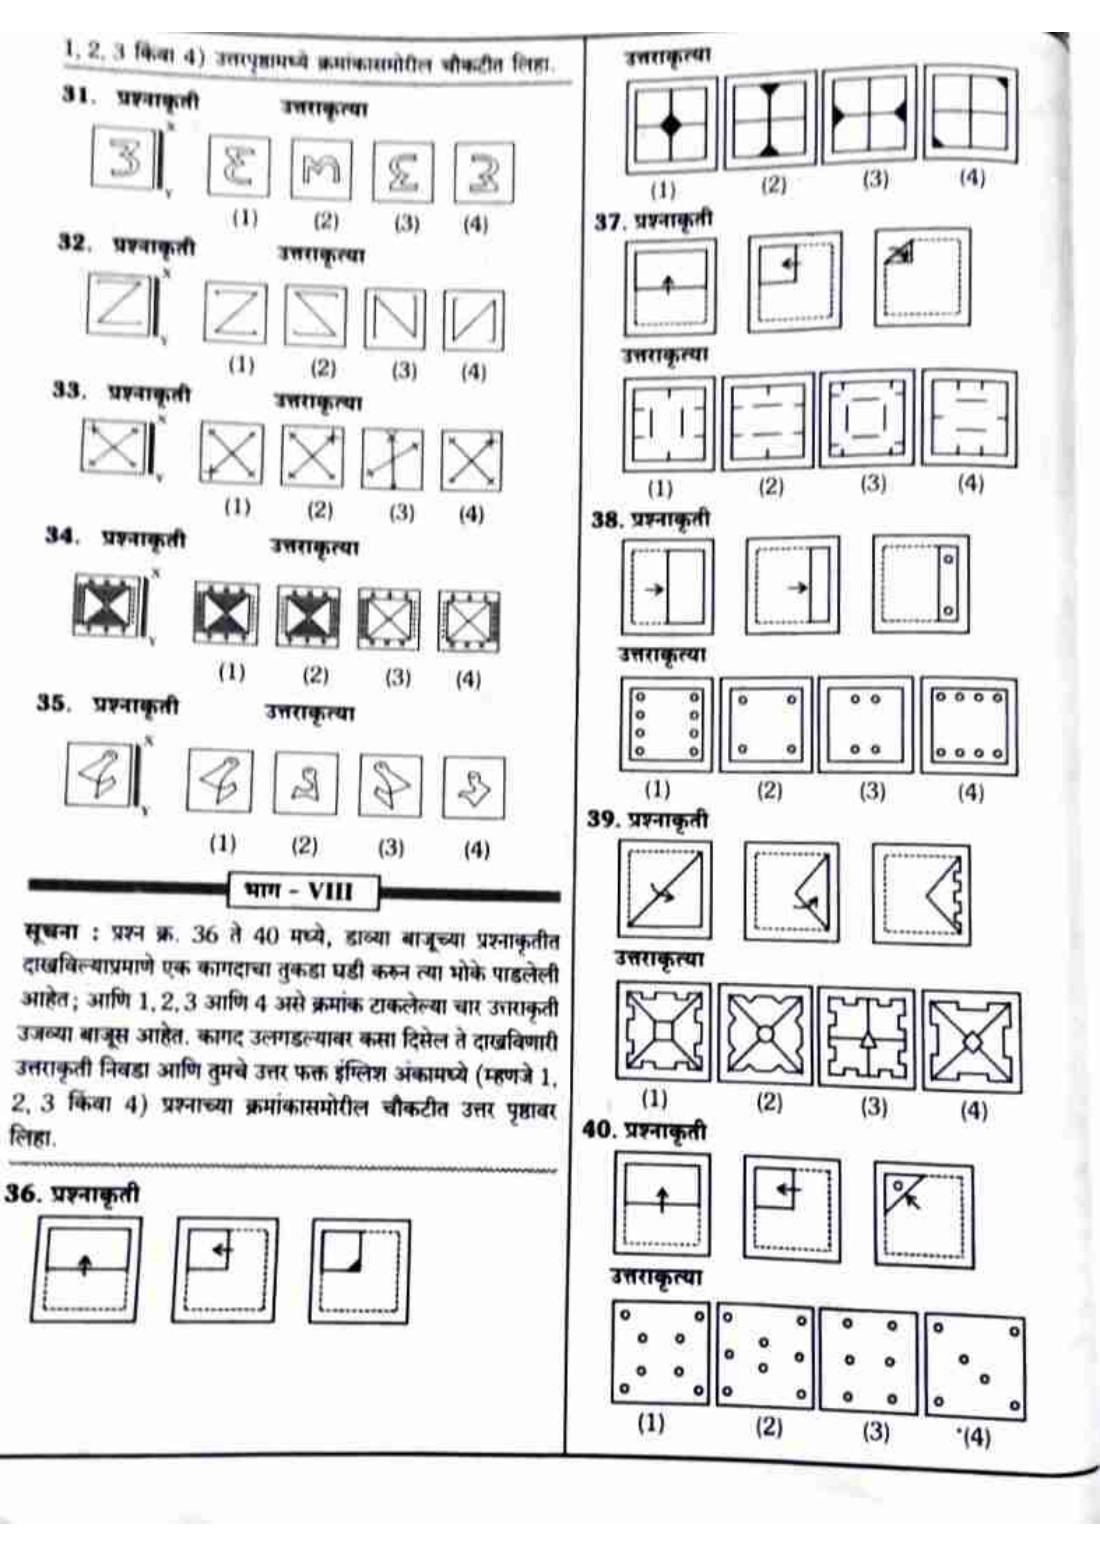 1, 2, 3 किंवा 4) उत्तरपृष्ठामध्ये क्रमांकासमोरील चौकटीत लिहा.
31. प्रश्नाकृती उत्तराकृत्या
X
Y
(1) (2) (3) (4)
32. प्रश्नाकृती उत्तराकृत्या
X
Y
(1) (2) (3) (4)
33. प्रश्नाकृती उत्तराकृत्या
X
Y
(1) (2) (3) (4)
34. प्रश्नाकृती उत्तराकृत्या
X
Y
(1) (2) (3) (4)
35. प्रश्नाकृती उत्तराकृत्या
X
Y
(1) (2) (3) (4)
भाग - VIII
सूचना : प्रश्न क्र. 36 ते 40 मध्ये, डाव्या बाजूच्या प्रश्नाकृतीत
दाखविल्याप्रमाणे एक कागदाचा तुकडा घडी करुन त्या भोके पाडलेली
आहेत; आणि 1, 2, 3 आणि 4 असे क्रमांक टाकलेल्या चार उत्तराकृती
उजव्या बाजूस आहेत. कागद उलगडल्यावर कसा दिसेल ते दाखविणारी
उत्तराकृती निवडा आणि तुमचे उत्तर फक्त इंग्लिश अंकामध्ये (म्हणजे 1,
2, 3 किंवा 4) प्रश्नाच्या क्रमांकासमोरील चौकटीत उत्तर पृष्ठावर
लिहा.
36. प्रश्नाकृती
उत्तराकृत्या
(1) (2) (3) (4)
37. प्रश्नाकृती
उत्तराकृत्या
(1) (2) (3) (4)
38. प्रश्नाकृती
उत्तराकृत्या
(1) (2) (3) (4)
39. प्रश्नाकृती
उत्तराकृत्या
(1) (2) (3) (4)
40. प्रश्नाकृती
उत्तराकृत्या
(1) (2) (3) (4)